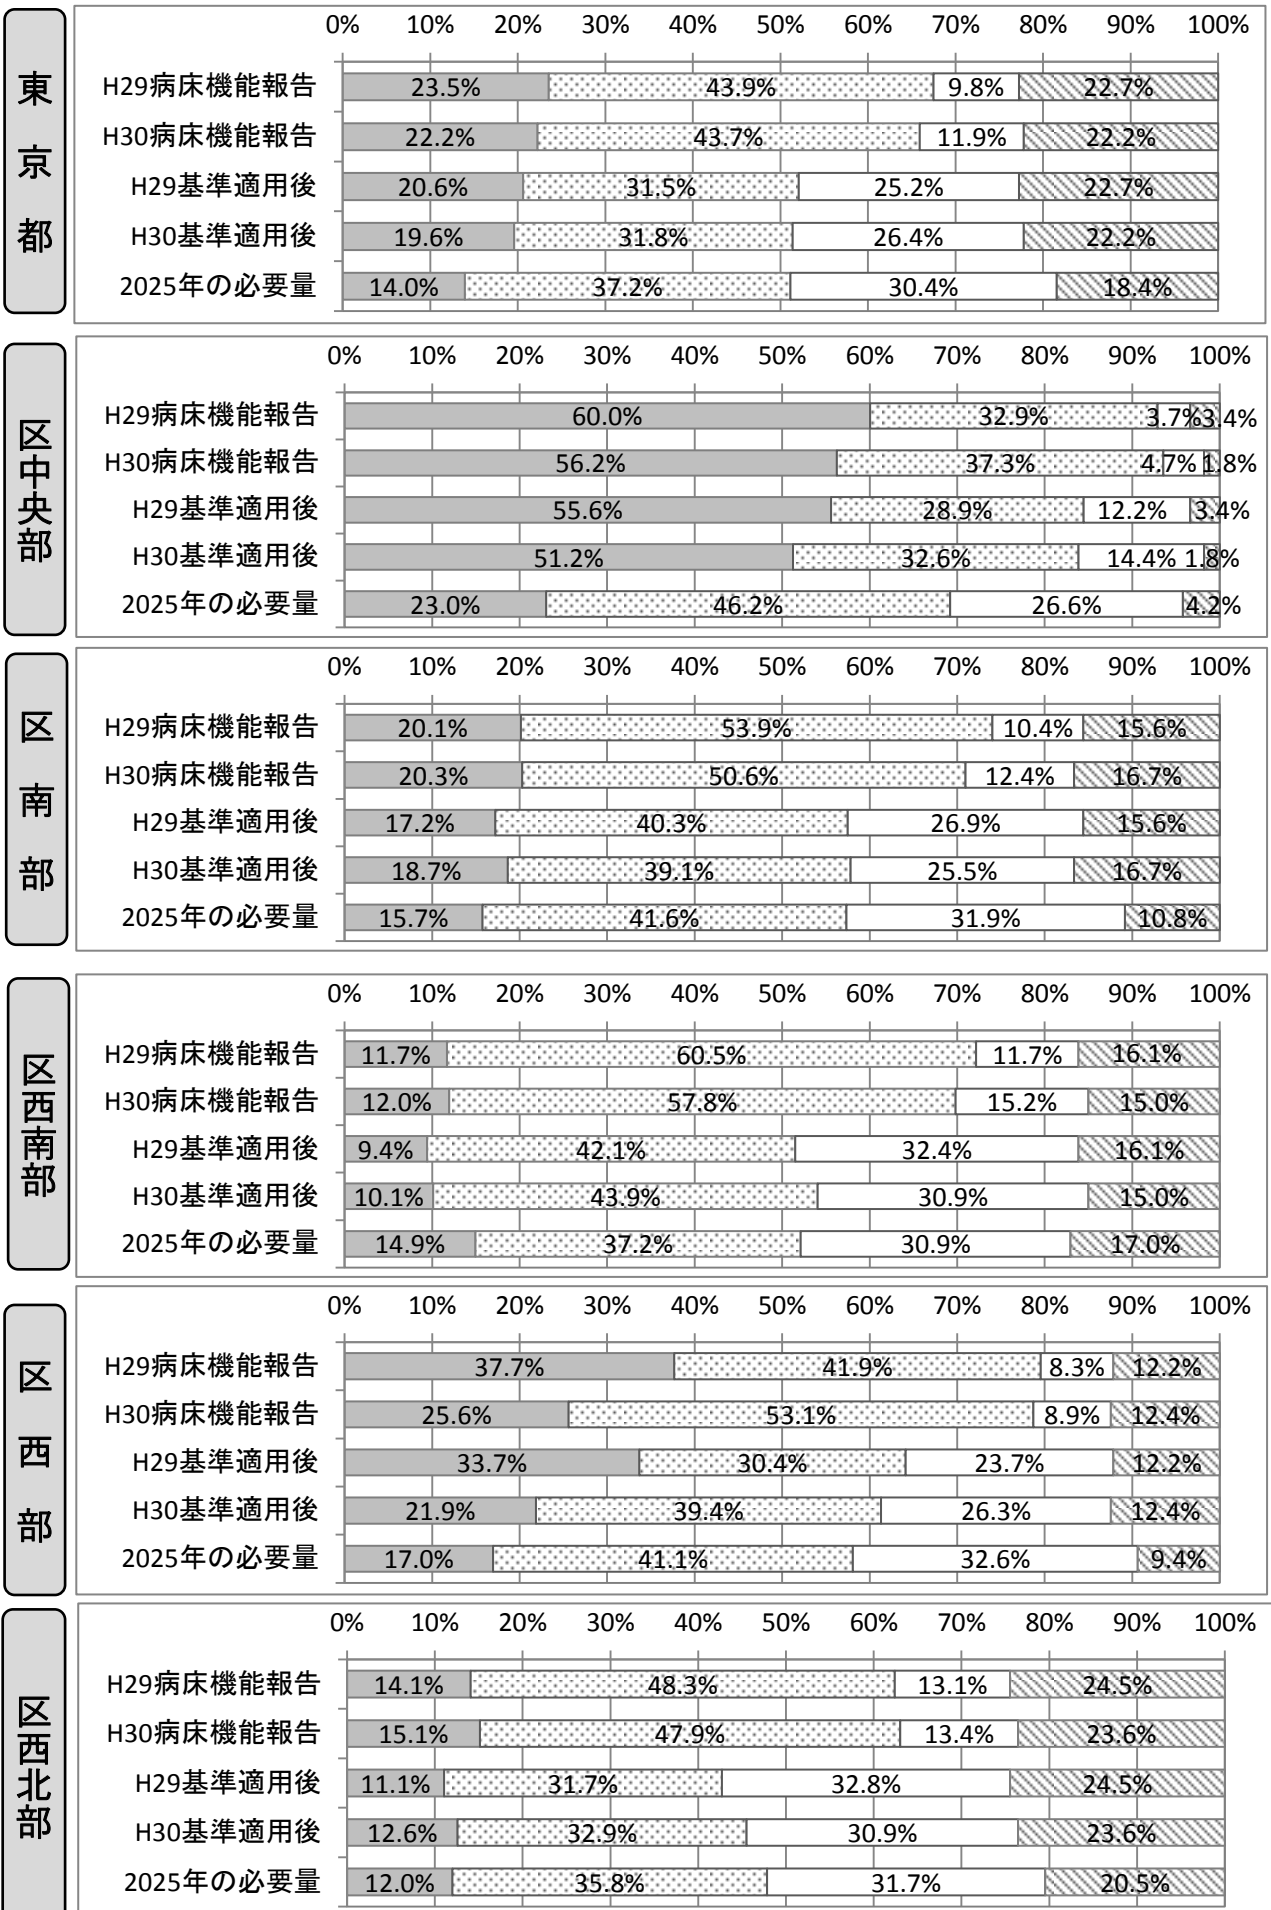 東京都
0% 10% 20% 30% 40% 50% 60% 70% 80% 90% 100%
H29病床機能報告 23.5% 43.9% 9.8% 22.7%
H30病床機能報告 22.2% 43.7% 11.9% 22.2%
H29基準適用後 20.6% 31.5% 25.2% 22.7%
H30基準適用後 19.6% 31.8% 26.4% 22.2%
2025年の必要量 14.0% 37.2% 30.4% 18.4%
区中央部
0% 10% 20% 30% 40% 50% 60% 70% 80% 90% 100%
H29病床機能報告 60.0% 32.9% 3.7% 3.4%
H30病床機能報告 56.2% 37.3% 4.7% 1.8%
H29基準適用後 55.6% 28.9% 12.2% 3.4%
H30基準適用後 51.2% 32.6% 14.4% 1.8%
2025年の必要量 23.0% 46.2% 26.6% 4.2%
区南部
0% 10% 20% 30% 40% 50% 60% 70% 80% 90% 100%
H29病床機能報告 20.1% 53.9% 10.4% 15.6%
H30病床機能報告 20.3% 50.6% 12.4% 16.7%
H29基準適用後 17.2% 40.3% 26.9% 15.6%
H30基準適用後 18.7% 39.1% 25.5% 16.7%
2025年の必要量 15.7% 41.6% 31.9% 10.8%
区西南部
0% 10% 20% 30% 40% 50% 60% 70% 80% 90% 100%
H29病床機能報告 11.7% 60.5% 11.7% 16.1%
H30病床機能報告 12.0% 57.8% 15.2% 15.0%
H29基準適用後 9.4% 42.1% 32.4% 16.1%
H30基準適用後 10.1% 43.9% 30.9% 15.0%
2025年の必要量 14.9% 37.2% 30.9% 17.0%
区西部
0% 10% 20% 30% 40% 50% 60% 70% 80% 90% 100%
H29病床機能報告 37.7% 41.9% 8.3% 12.2%
H30病床機能報告 25.6% 53.1% 8.9% 12.4%
H29基準適用後 33.7% 30.4% 23.7% 12.2%
H30基準適用後 21.9% 39.4% 26.3% 12.4%
2025年の必要量 17.0% 41.1% 32.6% 9.4%
区西北部
0% 10% 20% 30% 40% 50% 60% 70% 80% 90% 100%
H29病床機能報告 14.1% 48.3% 13.1% 24.5%
H30病床機能報告 15.1% 47.9% 13.4% 23.6%
H29基準適用後 11.1% 31.7% 32.8% 24.5%
H30基準適用後 12.6% 32.9% 30.9% 23.6%
2025年の必要量 12.0% 35.8% 31.7% 20.5%